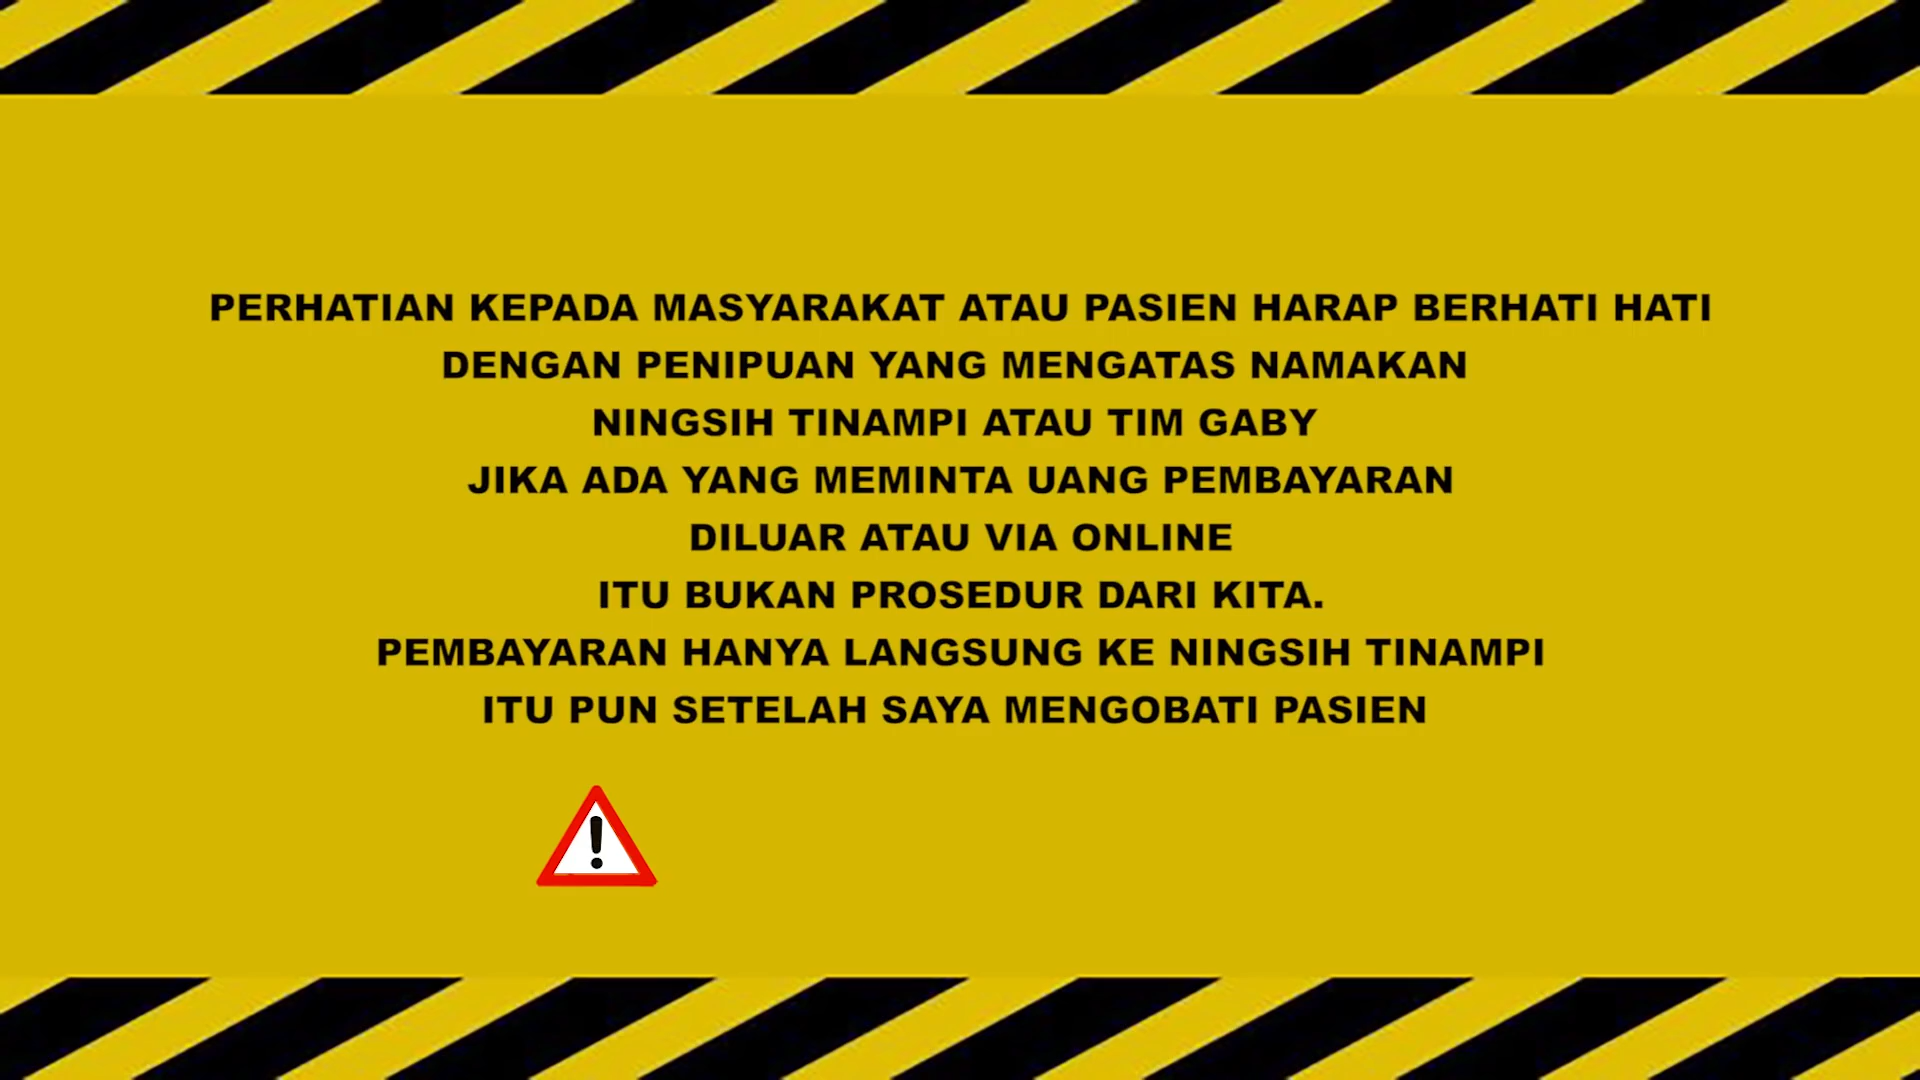 PERHATIAN KEPADA MASYARAKAT ATAU PASIEN HARAP BERHATI HATI
DENGAN PENIPUAN YANG MENGATAS NAMAKAN
NINGSIH TINAMPI ATAU TIM GABY
JIKA ADA YANG MEMINTA UANG PEMBAYARAN
DILUAR ATAU VIA ONLINE
ITU BUKAN PROSEDUR DARI KITA.
PEMBAYARAN HANYA LANGSUNG KE NINGSIH TINAMPI
ITU PUN SETELAH SAYA MENGOBATI PASIEN